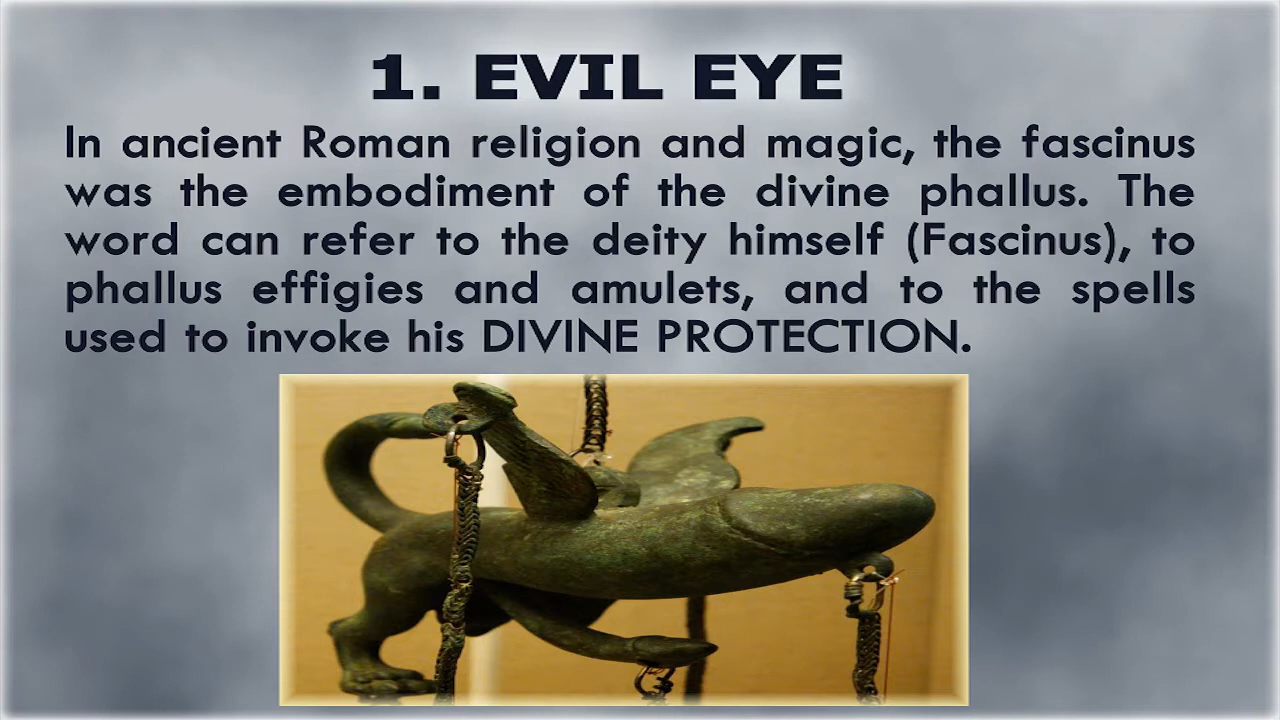 1. EVIL EYE
In ancient Roman religion and magic, the fascinus
was the embodiment of the divine phallus. The
word can refer to the deity himself (Fascinus), to
phallus effigies and amulets, and to the spells
used to invoke his DIVINE PROTECTION.